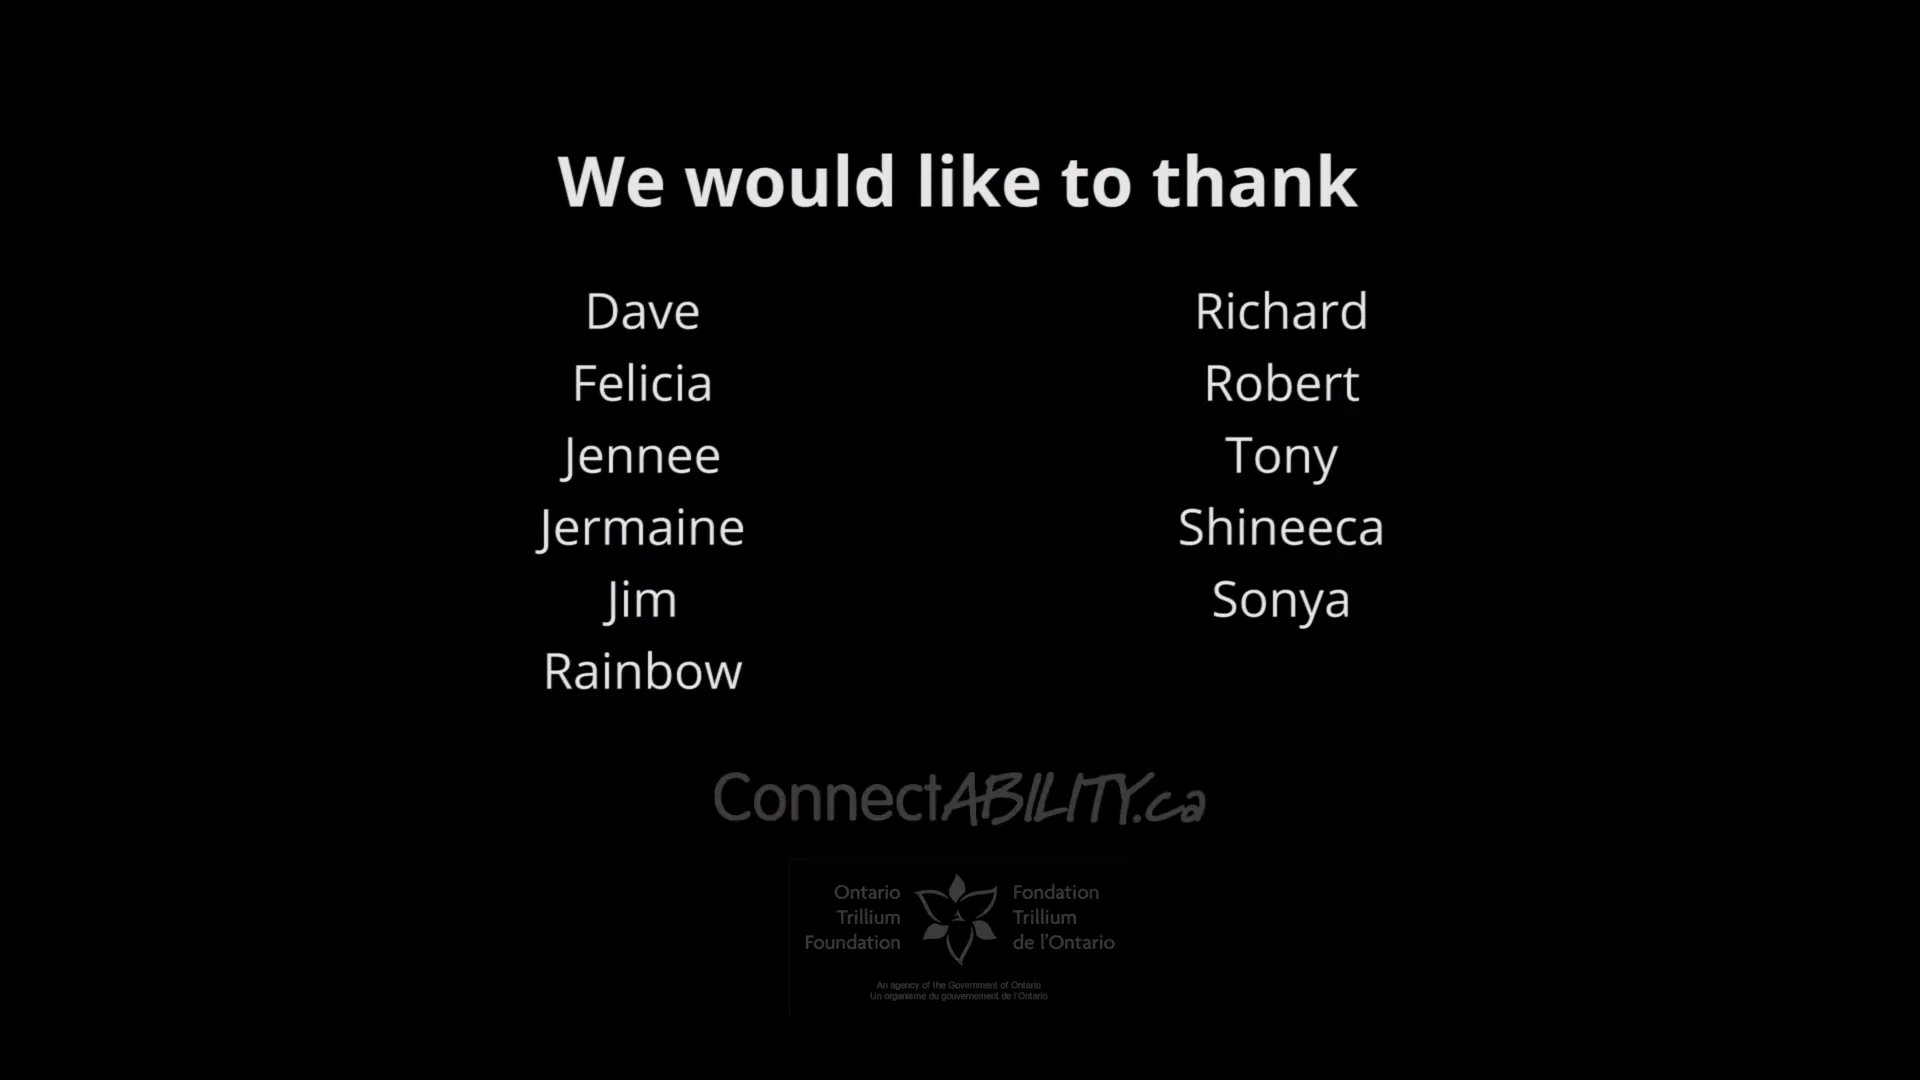 We would like to thank
Dave
Felicia
Jennee
Jermaine
Jim
Rainbow
Richard
Robert
Tony
Shineeca
Sonya
ConnectABILITY.ca
Ontario
Trillium
Foundation
Fondation
Trillium
de l'Ontario
An agency of the Government of Ontario
Un organisme du gouvernement de l'Ontario